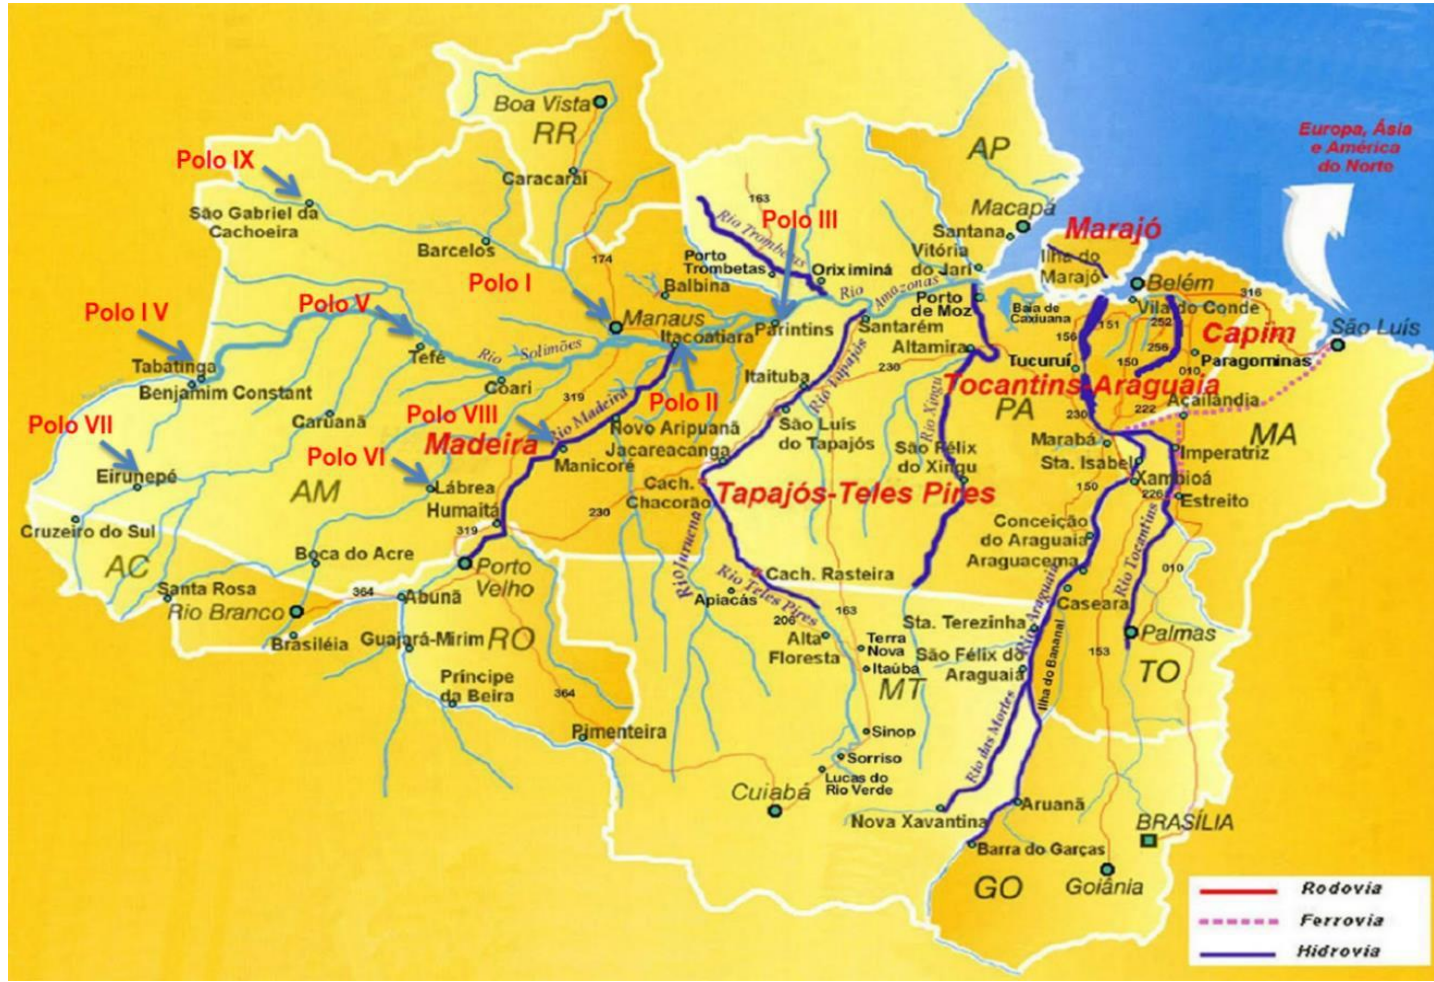 Boa Vista
RR
Caracaraí
Polo IX
São Gabriel da
Cachoeira
Barcelos
AP
Europa, Ásia
e América
do Norte
163
Rio Trombetas
Polo III
Macapá
Santana
Marajó
Ilha do
Marajó
Vitória
do Jari
Belém
Vila do Conde
316
174
Porto
Trombetas
Oriximiná
Balbina
Rio
Amazonas
Porto
de Moz
Baia de
Caxiuana
151
252
Capim
São Luís
Polo I
Polo V
Polo I V
Manaus
Itacoatiara
Parintins
Santarém
Altamira
156
256
150
010
Paragominas
Tucuruí
Tabatinga
Benjamim Constant
Tefé
Rio
Solimões
Coari
Itaituba
Rio Tapajós
230
Tocantins-Araguaia
PA
Rio Xingu
222
Açailândia
MA
Polo VII
Caruanã
319
Polo VIII
Rio Madeira
Polo II
Madeira
Novo Aripuanã
São Luis
do Tapajós
230
Marabá
Imperatriz
Polo VI
Manicoré
Jacareacanga
São Félix
do Xingu
Sta. Isabel
Xambioá
Eirunepé
AM
Lábrea
Humaitá
Cach.
Chacorão
Tapajós-Teles Pires
150
226
Estreito
Cruzeiro do Sul
319
230
Rio Juruena
Conceição
do Araguaia
Araguacema
Rio Tocantins
AC
Boca do Acre
Porto
Velho
Cach. Rasteira
010
Santa Rosa
Rio Branco
364
Abunã
Apiacás
Rio Teles Pires
163
Rio Araguaia
Caseara
Brasiléia
Guajará-Mirim
RO
206
Alta
Floresta
Terra
Nova
Itaúba
Sta. Terezinha
São Félix do
Araguaia
Ilha do Bananal
Palmas
153
TO
Príncipe
da Beira
364
MT
Pimenteira
Sinop
Rio das Mortes
Sorriso
Lucas do
Rio Verde
Cuiabá
Nova Xavantina
Aruanã
BRASÍLIA
Barra do Garças
GO
Goiânia
Rodovia
Ferrovia
Hidrovia